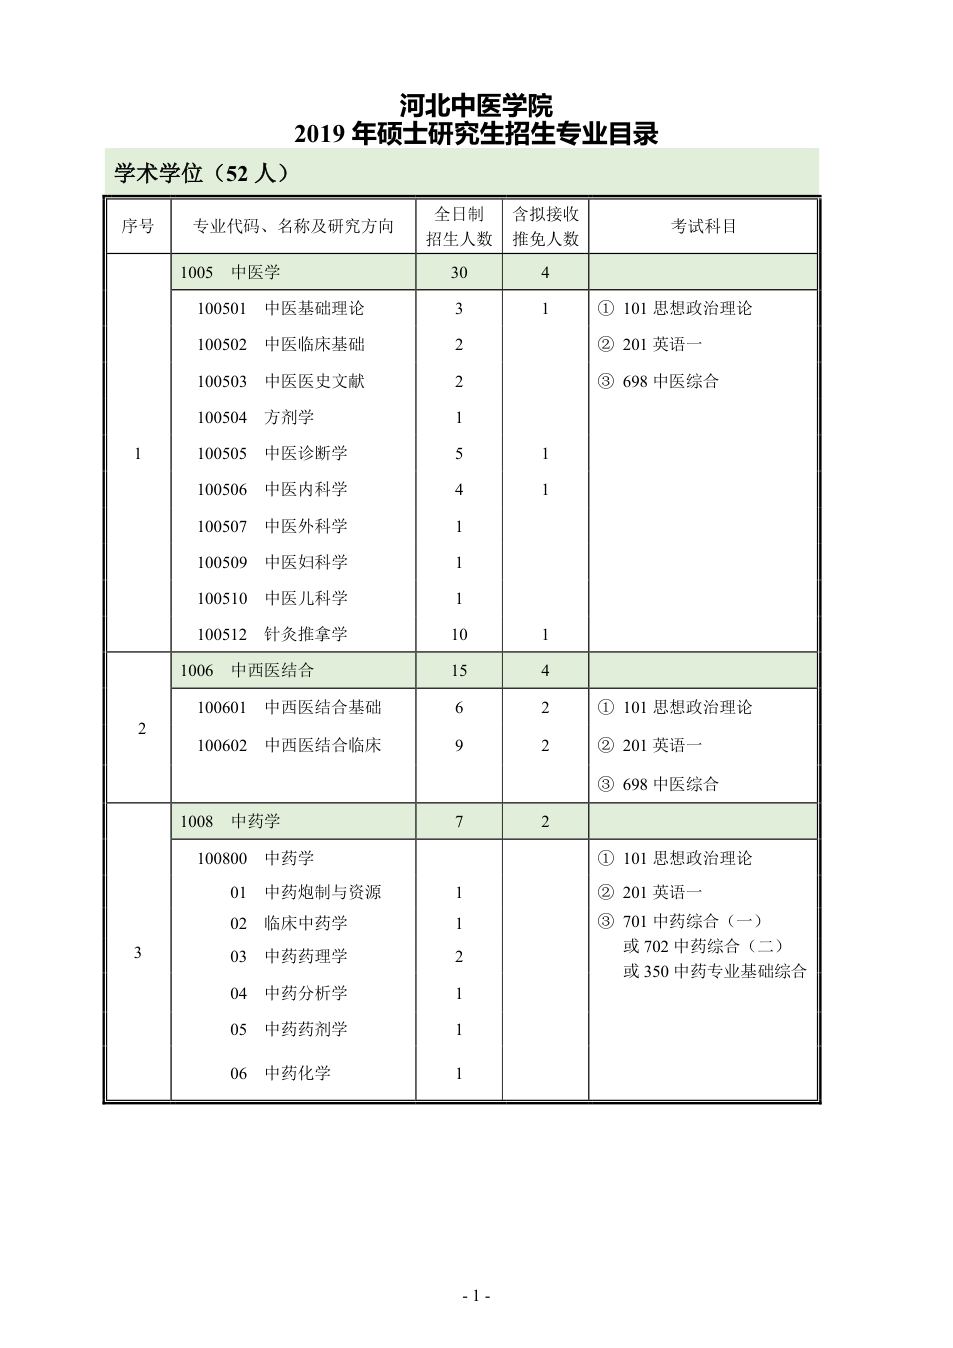 河北中医学院
2019 年硕士研究生招生专业目录
学术学位（52 人）
序号 专业代码、名称及研究方向 全日制招生人数 含拟接收推免人数 考试科目
1
1005 中医学 30 4
100501 中医基础理论 3 1 ① 101 思想政治理论
100502 中医临床基础 2 ② 201 英语一
100503 中医医史文献 2 ③ 698 中医综合
100504 方剂学 1
100505 中医诊断学 5 1
100506 中医内科学 4 1
100507 中医外科学 1
100509 中医妇科学 1
100510 中医儿科学 1
100512 针灸推拿学 10 1
2
1006 中西医结合 15 4
100601 中西医结合基础 6 2 ① 101 思想政治理论
100602 中西医结合临床 9 2 ② 201 英语一
③ 698 中医综合
3
1008 中药学 7 2
100800 中药学 ① 101 思想政治理论
01 中药炮制与资源 1 ② 201 英语一
02 临床中药学 1 ③ 701 中药综合（一）
或 702 中药综合（二）
03 中药药理学 2
或 350 中药专业基础综合
04 中药分析学 1
05 中药药剂学 1
06 中药化学 1
- 1 -